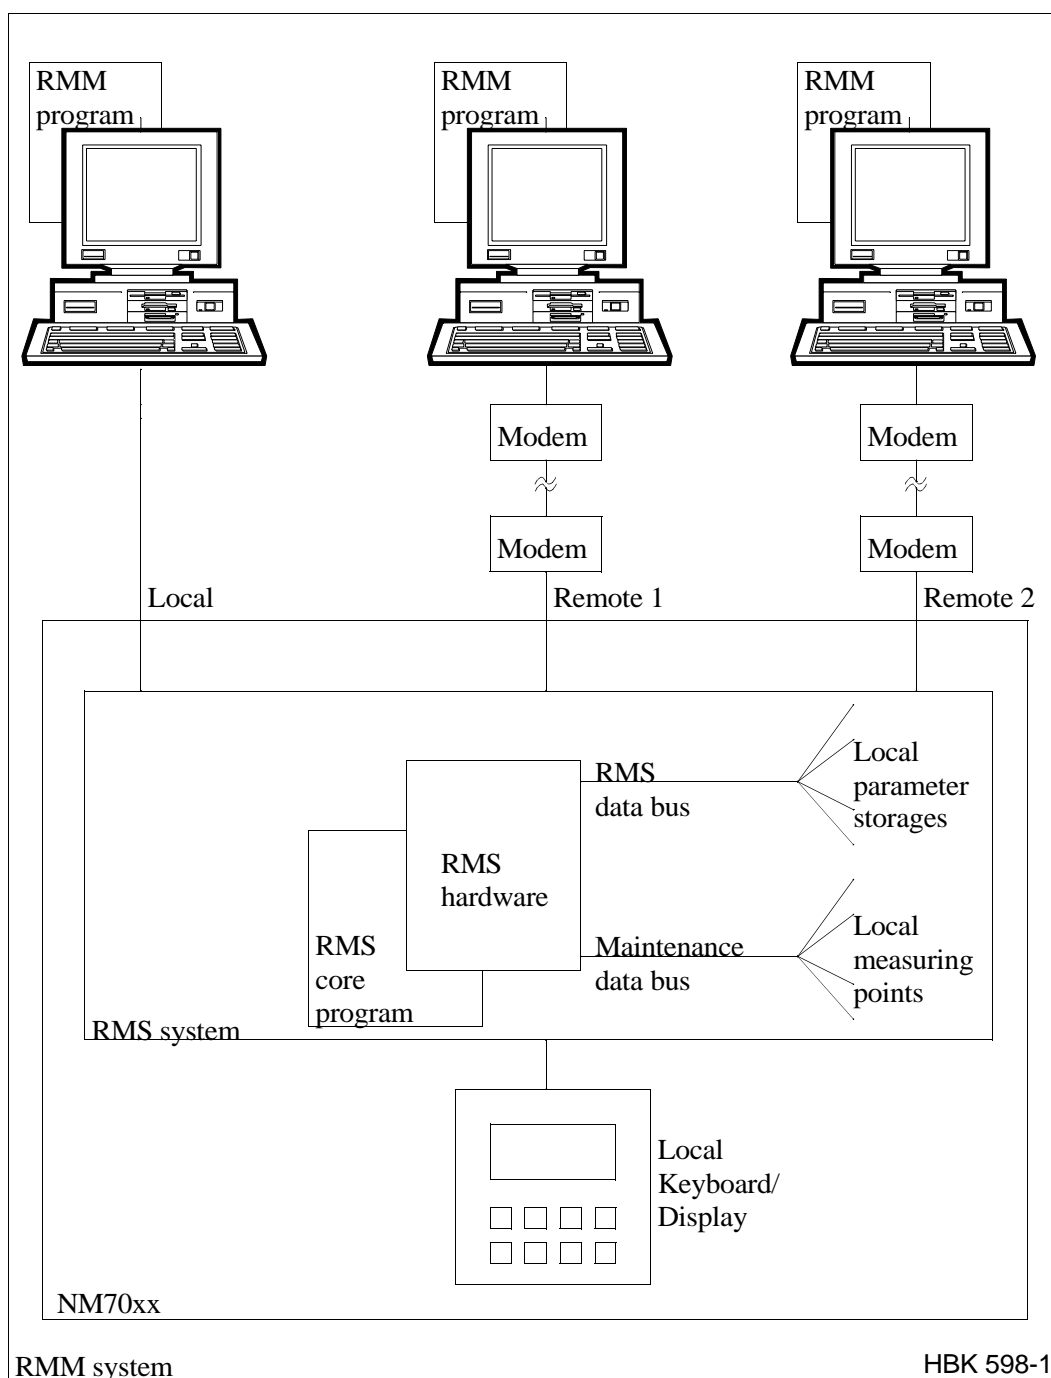 RMM
program
RMM
program
RMM
program
Modem
Modem
Modem
Modem
Local
Remote 1
Remote 2
RMS
data bus
Local
parameter
storages
RMS
hardware
Maintenance
data bus
Local
measuring
points
RMS
core
program
RMS system
Local
Keyboard/
Display
NM70xx
RMM system
HBK 598-1